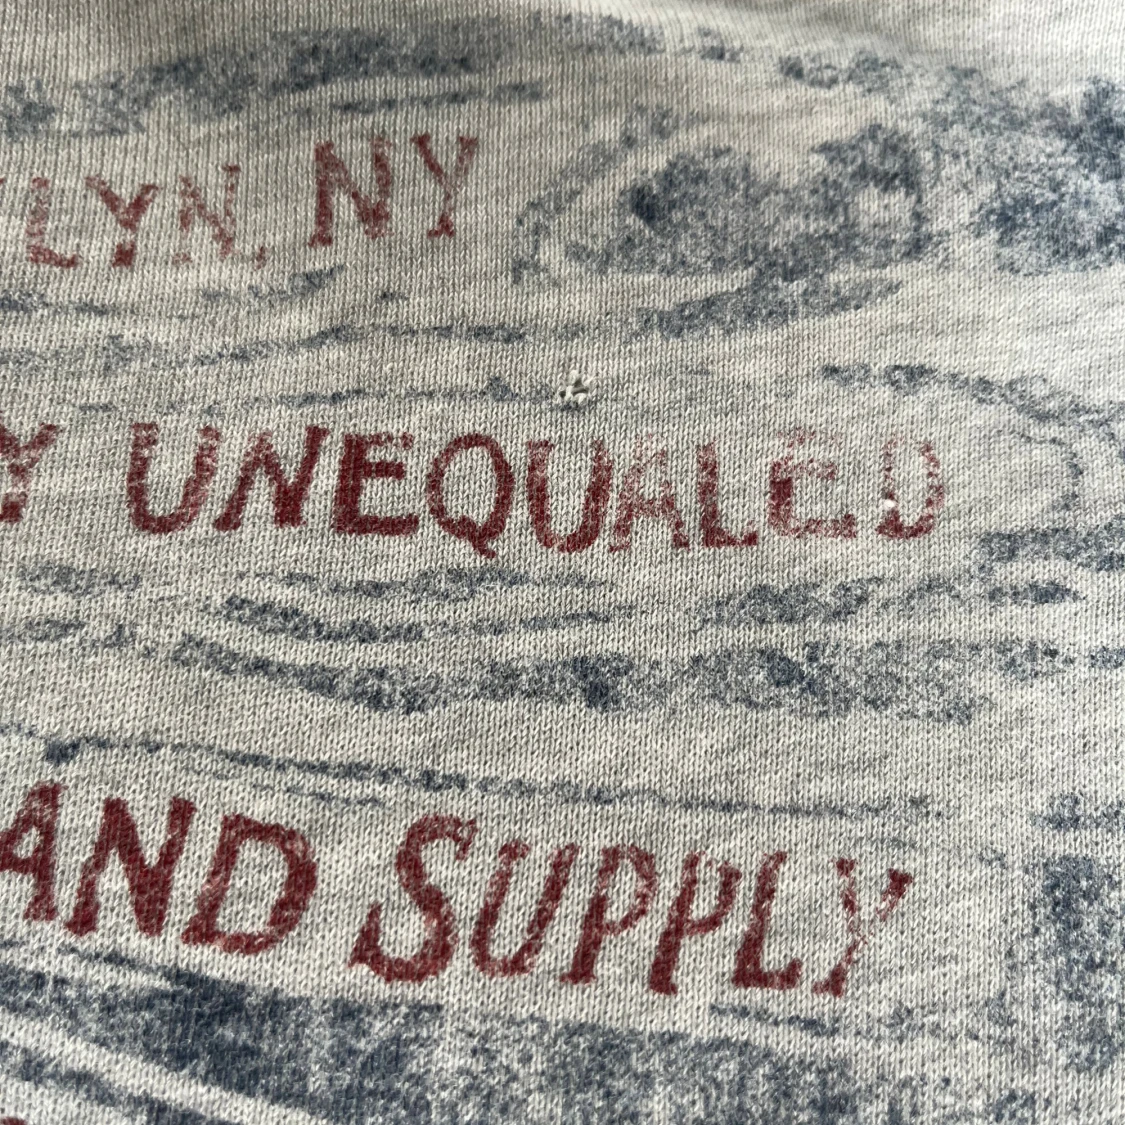 LYN, NY
Y UNEQUALED
AND SUPPLY